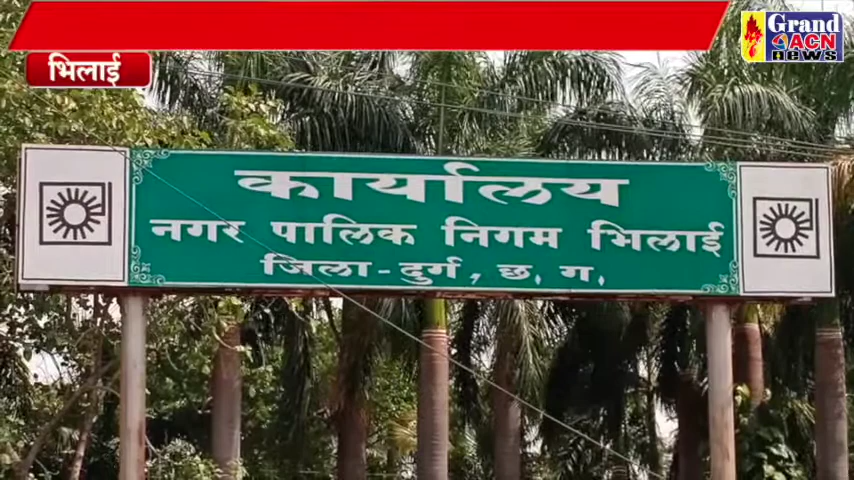 Grand
ACN
news
भिलाई
कार्यालय
नगर पालिक निगम भिलाई
जिला-दुर्ग, छ. ग.